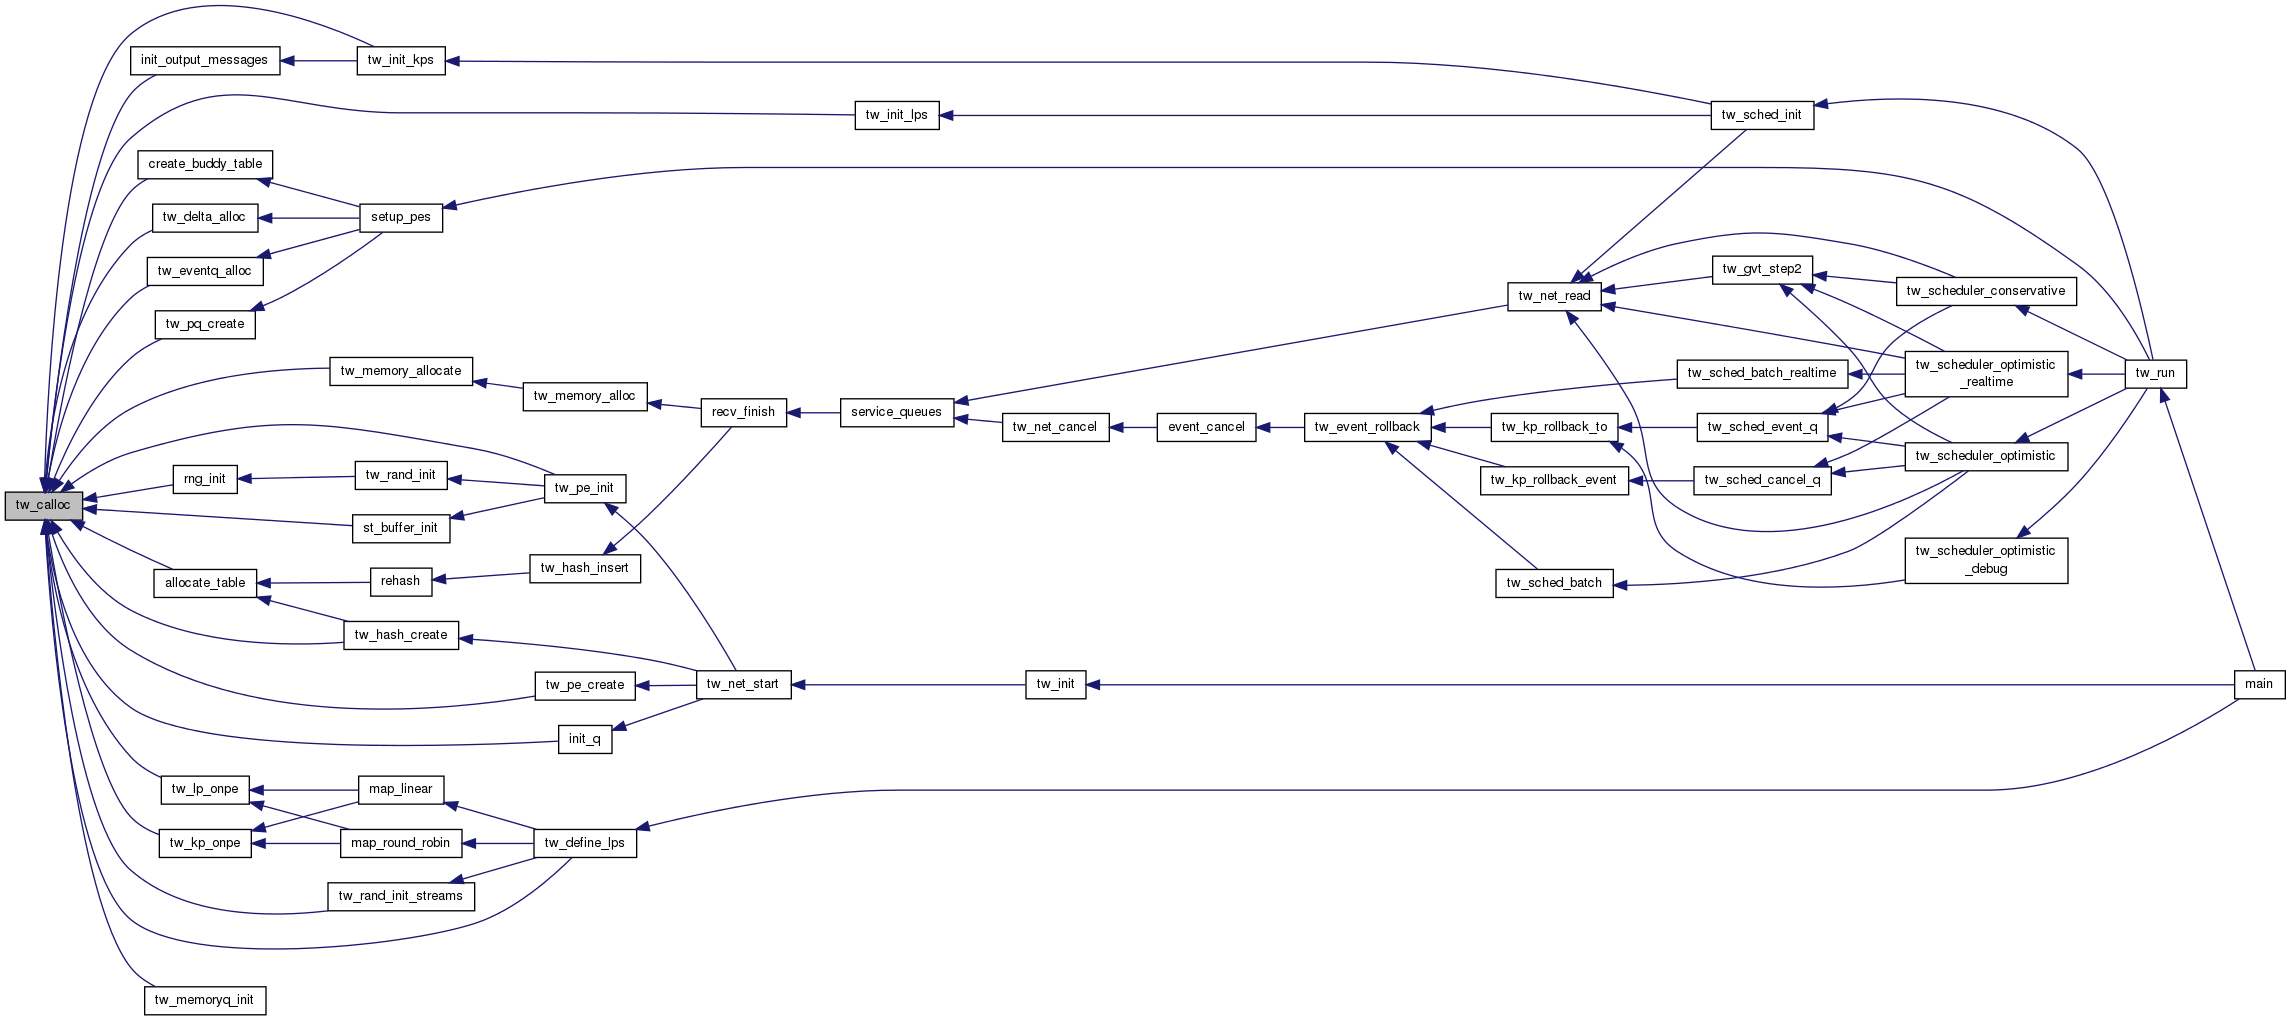 init_output_messages
tw_init_kps
tw_init_lps
tw_sched_init
create_buddy_table
tw_delta_alloc
setup_pes
tw_eventq_alloc
tw_pq_create
tw_gvt_step2
tw_net_read
tw_scheduler_conservative
tw_memory_allocate
tw_memory_alloc
recv_finish
service_queues
tw_net_cancel
event_cancel
tw_event_rollback
tw_sched_batch_realtime
tw_scheduler_optimistic
_realtime
tw_run
tw_kp_rollback_to
tw_sched_event_q
tw_scheduler_optimistic
tw_kp_rollback_event
tw_sched_cancel_q
rng_init
tw_rand_init
tw_pe_init
tw_calloc
st_buffer_init
tw_scheduler_optimistic
_debug
tw_hash_insert
allocate_table
rehash
tw_sched_batch
tw_hash_create
tw_pe_create
tw_net_start
tw_init
main
init_q
tw_lp_onpe
map_linear
tw_kp_onpe
map_round_robin
tw_define_lps
tw_rand_init_streams
tw_memoryq_init